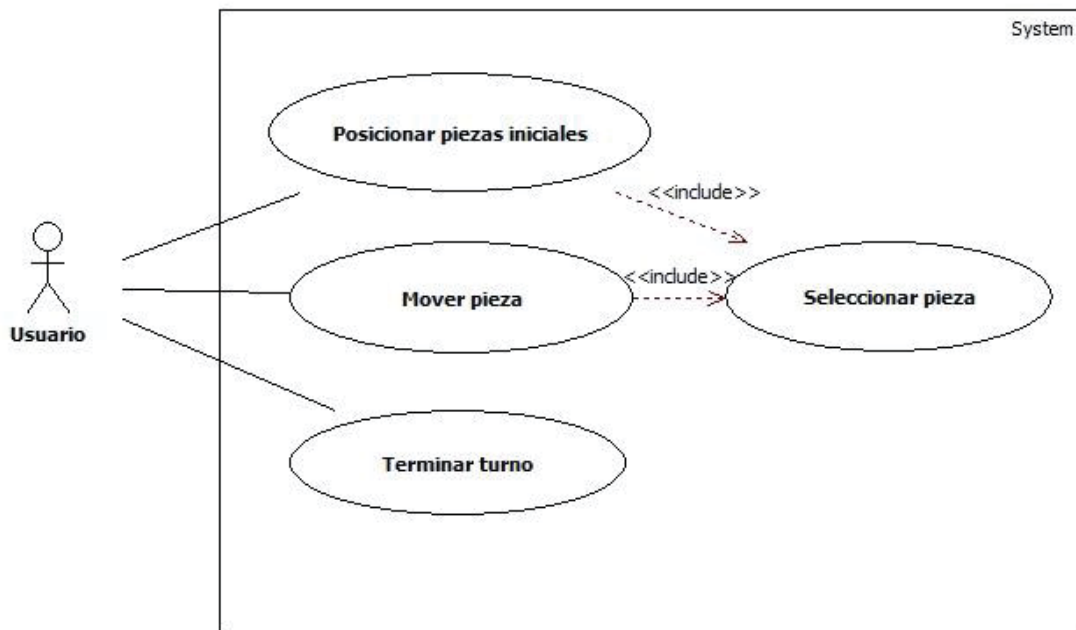 System
Posicionar piezas iniciales
<<include>>
<<include>>
Mover pieza
Seleccionar pieza
Usuario
Terminar turno